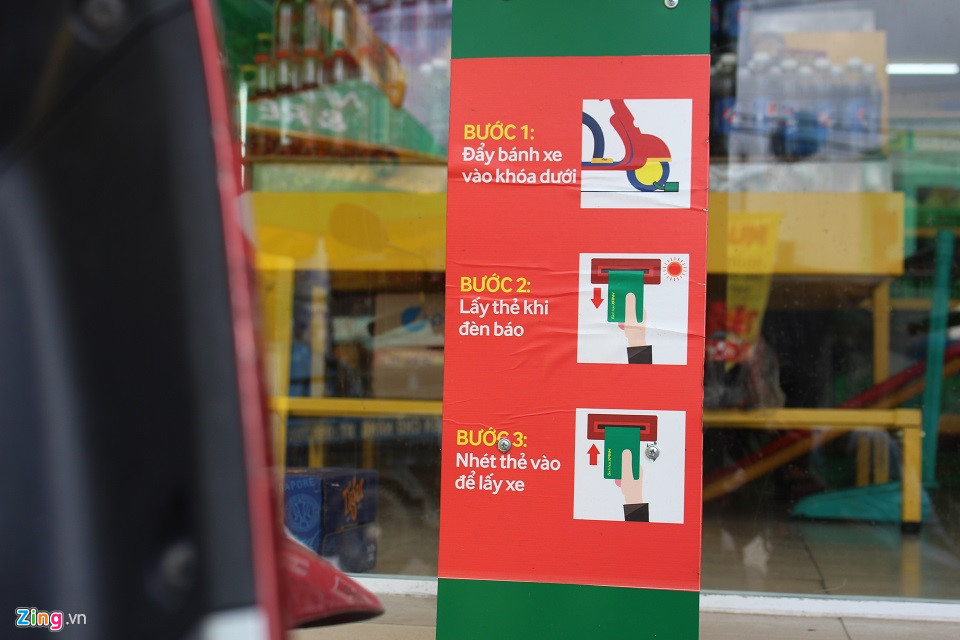 BƯỚC 1:
Đẩy bánh xe
vào khóa dưới
BƯỚC 2:
Lấy thẻ khi
đèn báo
BƯỚC 3:
Nhét thẻ vào
để lấy xe
Zing.vn